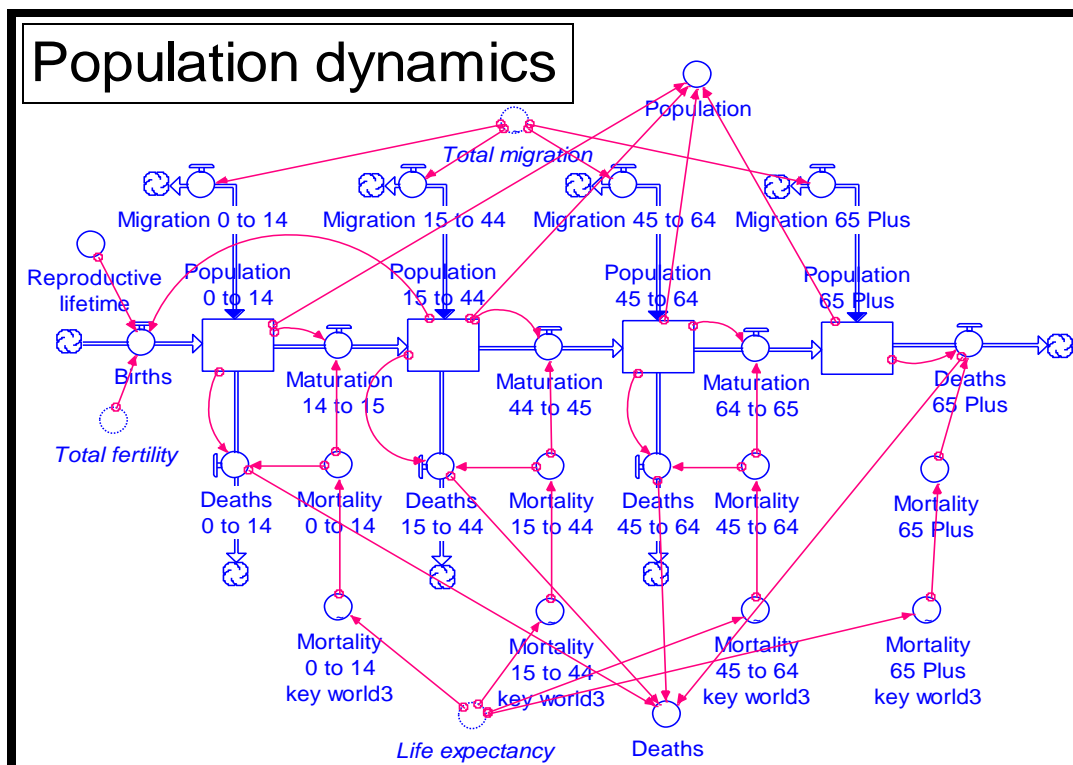 Population dynamics
Population
Total migration
Migration 0 to 14
Migration 15 to 44
Migration 45 to 64
Migration 65 Plus
Reproductive
lifetime
Population
0 to 14
Population
15 to 44
Population
45 to 64
Population
65 Plus
Births
Maturation
14 to 15
Maturation
44 to 45
Maturation
64 to 65
Deaths
65 Plus
Total fertility
Deaths
0 to 14
Mortality
0 to 14
Deaths
15 to 44
Mortality
15 to 44
Deaths
45 to 64
Mortality
45 to 64
Mortality
65 Plus
Mortality
0 to 14
key world3
Mortality
15 to 44
key world3
Mortality
45 to 64
key world3
Mortality
65 Plus
key world3
Life expectancy
Deaths